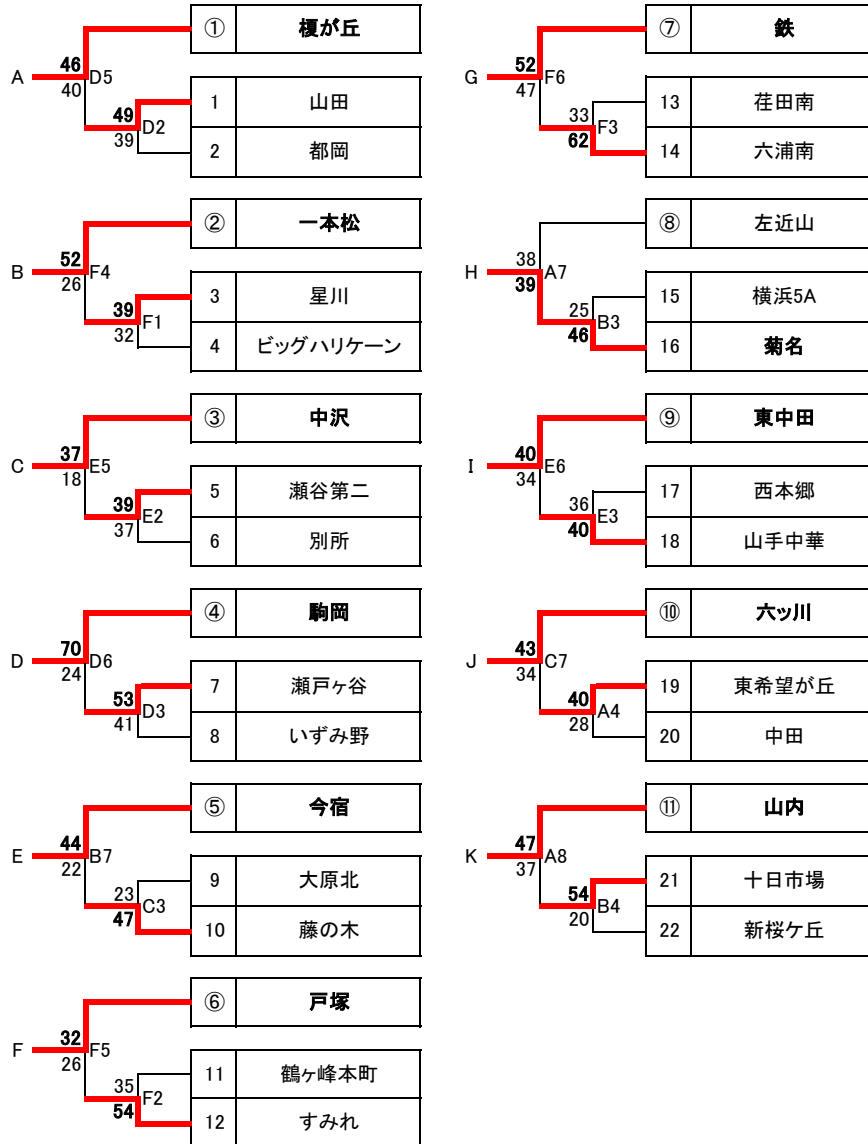 ① 榎が丘
46
A D5
40
49 1 山田
D2
39 2 都岡
② 一本松
52
B F4
26
39 3 星川
F1
32 4 ビッグハリケーン
③ 中沢
37
C E5
18
39 5 瀬谷第二
E2
37 6 別所
④ 駒岡
70
D D6
24
53 7 瀬戸ヶ谷
D3
41 8 いずみ野
⑤ 今宿
44
E B7
22
23 9 大原北
C3
47 10 藤の木
⑥ 戸塚
32
F F5
26
35 11 鶴ヶ峰本町
F2
54 12 すみれ
⑦ 鉄
52
G F6
47
33 13 荏田南
F3
62 14 六浦南
⑧ 左近山
38
H A7
39
25 15 横浜5A
B3
46 16 菊名
⑨ 東中田
40
I E6
34
36 17 西本郷
E3
40 18 山手中華
⑩ 六ッ川
43
J C7
34
40 19 東希望が丘
A4
28 20 中田
⑪ 山内
47
K A8
37
54 21 十日市場
B4
20 22 新桜ケ丘